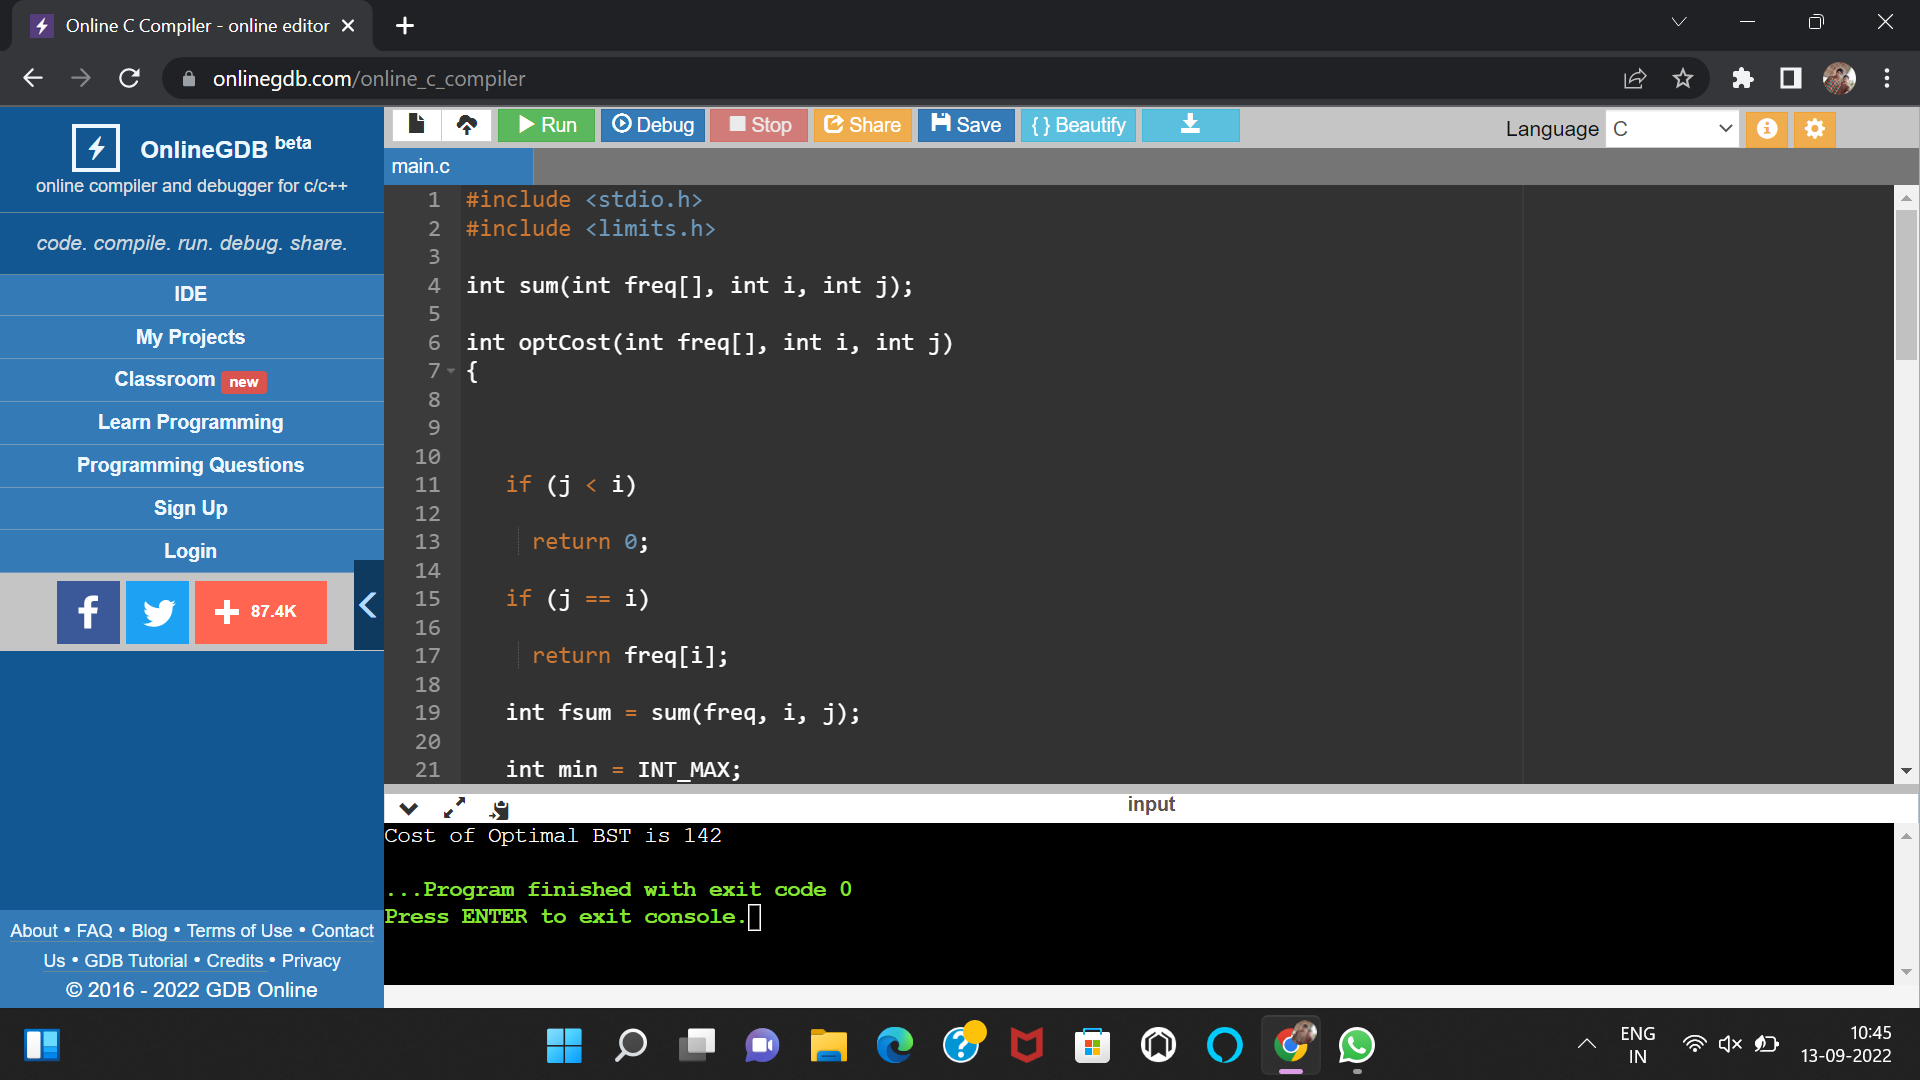 Online C Compiler - online editor
onlinegdb.com/online_c_compiler
OnlineGDB beta
online compiler and debugger for c/c++
code. compile. run. debug. share.
IDE
My Projects
Classroom new
Learn Programming
Programming Questions
Sign Up
Login
87.4K
About • FAQ • Blog • Terms of Use • Contact
Us • GDB Tutorial • Credits • Privacy
© 2016 - 2022 GDB Online
Run Debug Stop Share Save {} Beautify
Language C
main.c
1 #include <stdio.h>
2 #include <limits.h>
3
4 int sum(int freq[], int i, int j);
5
6 int optCost(int freq[], int i, int j)
7 {
8
9
10
11 if (j < i)
12
13 return 0;
14
15 if (j == i)
16
17 return freq[i];
18
19 int fsum = sum(freq, i, j);
20
21 int min = INT_MAX;
input
Cost of Optimal BST is 142
...Program finished with exit code 0
Press ENTER to exit console.
ENG
IN
10:45
13-09-2022